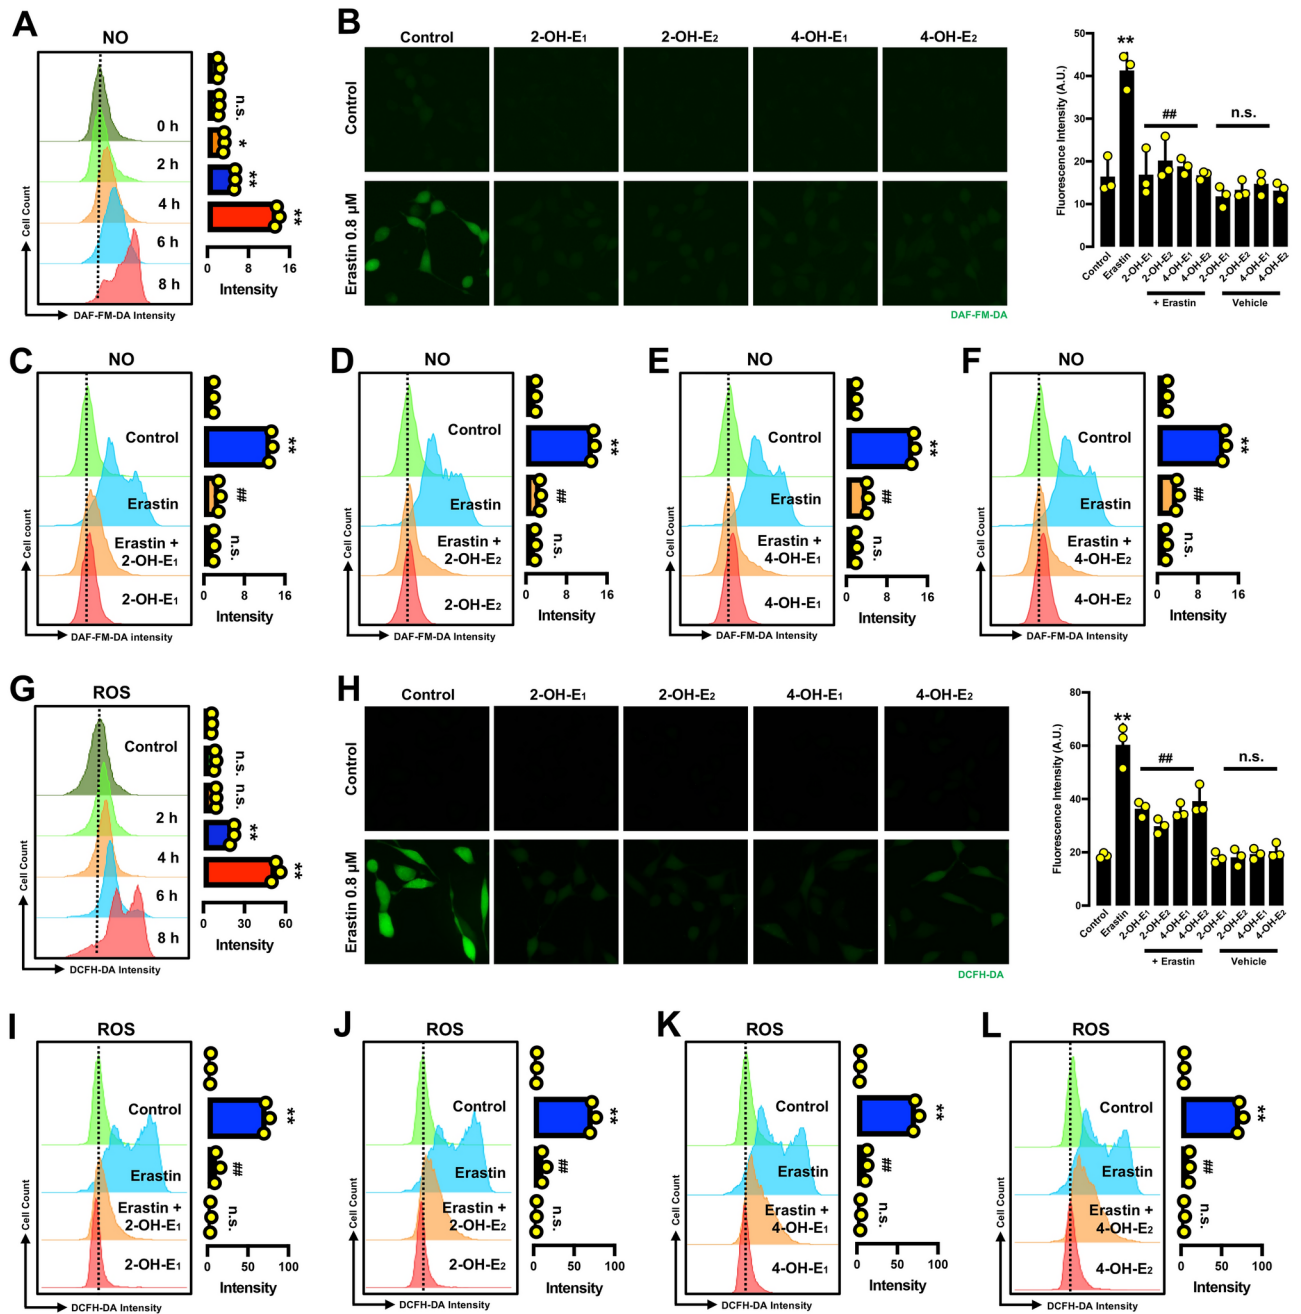 A
NO
0 h
2 h
4 h
6 h
8 h
Cell Count
DAF-FM-DA Intensity
n.s.
*
**
**
0 8 16
Intensity
B
Control 2-OH-E1 2-OH-E2 4-OH-E1 4-OH-E2
Control
Erastin 0.8 μM
DAF-FM-DA
Fluorescence Intensity (A.U.)
50
40
30
20
10
0
**
##
n.s.
Control Erastin 2-OH-E1 2-OH-E2 4-OH-E1 4-OH-E2 2-OH-E1 2-OH-E2 4-OH-E1 4-OH-E2
+ Erastin Vehicle
C
NO
Control
Erastin
Erastin +
2-OH-E1
2-OH-E1
Cell Count
DAF-FM-DA intensity
**
##
n.s.
0 8 16
Intensity
D
NO
Control
Erastin
Erastin +
2-OH-E2
2-OH-E2
Cell Count
DAF-FM-DA Intensity
**
##
n.s.
0 8 16
Intensity
E
NO
Control
Erastin
Erastin +
4-OH-E1
4-OH-E1
Cell Count
DAF-FM-DA Intensity
**
##
n.s.
0 8 16
Intensity
F
NO
Control
Erastin
Erastin +
4-OH-E2
4-OH-E2
Cell Count
DAF-FM-DA Intensity
**
##
n.s.
0 8 16
Intensity
G
ROS
Control
2 h
4 h
6 h
8 h
Cell Count
DCFH-DA Intensity
n.s.
n.s.
**
**
0 30 60
Intensity
H
Control 2-OH-E1 2-OH-E2 4-OH-E1 4-OH-E2
Control
Erastin 0.8 μM
DCFH-DA
Fluorescence Intensity (A.U.)
80
60
40
20
0
**
##
n.s.
Control Erastin 2-OH-E1 2-OH-E2 4-OH-E1 4-OH-E2 2-OH-E1 2-OH-E2 4-OH-E1 4-OH-E2
+ Erastin Vehicle
I
ROS
Control
Erastin
Erastin +
2-OH-E1
2-OH-E1
Cell Count
DCFH-DA Intensity
**
##
n.s.
0 50 100
Intensity
J
ROS
Control
Erastin
Erastin +
2-OH-E2
2-OH-E2
Cell Count
DCFH-DA Intensity
**
##
n.s.
0 50 100
Intensity
K
ROS
Control
Erastin
Erastin +
4-OH-E1
4-OH-E1
Cell Count
DCFH-DA Intensity
**
##
n.s.
0 50 100
Intensity
L
ROS
Control
Erastin
Erastin +
4-OH-E2
4-OH-E2
Cell Count
DCFH-DA Intensity
**
##
n.s.
0 50 100
Intensity